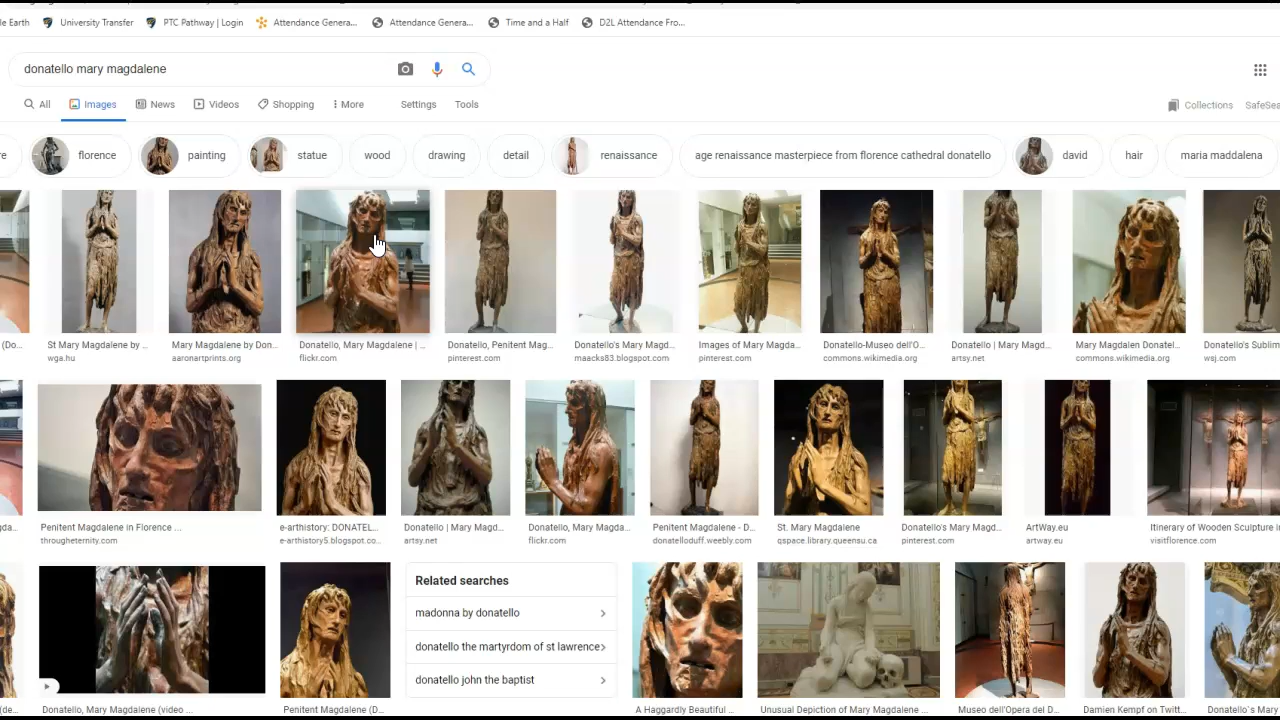 le Earth
University Transfer
PTC Pathway | Login
Attendance Genera...
Attendance Genera...
Time and a Half
D2L Attendance Fro...
donatello mary magdalene
All
Images
News
Videos
Shopping
More
Settings
Tools
Collections
SafeSea
re
florence
painting
statue
wood
drawing
detail
renaissance
age renaissance masterpiece from florence cathedral donatello
david
hair
maria maddalena
(Do...
St Mary Magdalene by ...
wga.hu
Mary Magdalene by Don...
aaronartprints.org
Donatello, Mary Magdalene | ...
flickr.com
Donatello, Penitent Mag...
pinterest.com
Donatello's Mary Magd...
maacks83.blogspot.com
Images of Mary Magda...
pinterest.com
Donatello-Museo dell'O...
commons.wikimedia.org
Donatello | Mary Magd...
artsy.net
Mary Magdalen Donatel...
commons.wikimedia.org
Donatello's Sublim
wsj.com
gda...
Penitent Magdalene in Florence ...
througheternity.com
e-arthistory: DONATEL...
e-arthistory5.blogspot.co...
Donatello | Mary Magd...
artsy.net
Donatello, Mary Magda...
flickr.com
Penitent Magdalene - D...
donatelloduff.weebly.com
St. Mary Magdalene
qspace.library.queensu.ca
Donatello's Mary Magd...
pinterest.com
ArtWay.eu
artway.eu
Itinerary of Wooden Sculpture i
visitflorence.com
Related searches
madonna by donatello
donatello the martyrdom of st lawrence
donatello john the baptist
(de...
Donatello, Mary Magdalene (video ...
Penitent Magdalene (D...
A Haggardly Beautiful ...
Unusual Depiction of Mary Magdalene ...
Museo dell'Opera del D...
Damien Kempf on Twitt...
Donatello`s Mary